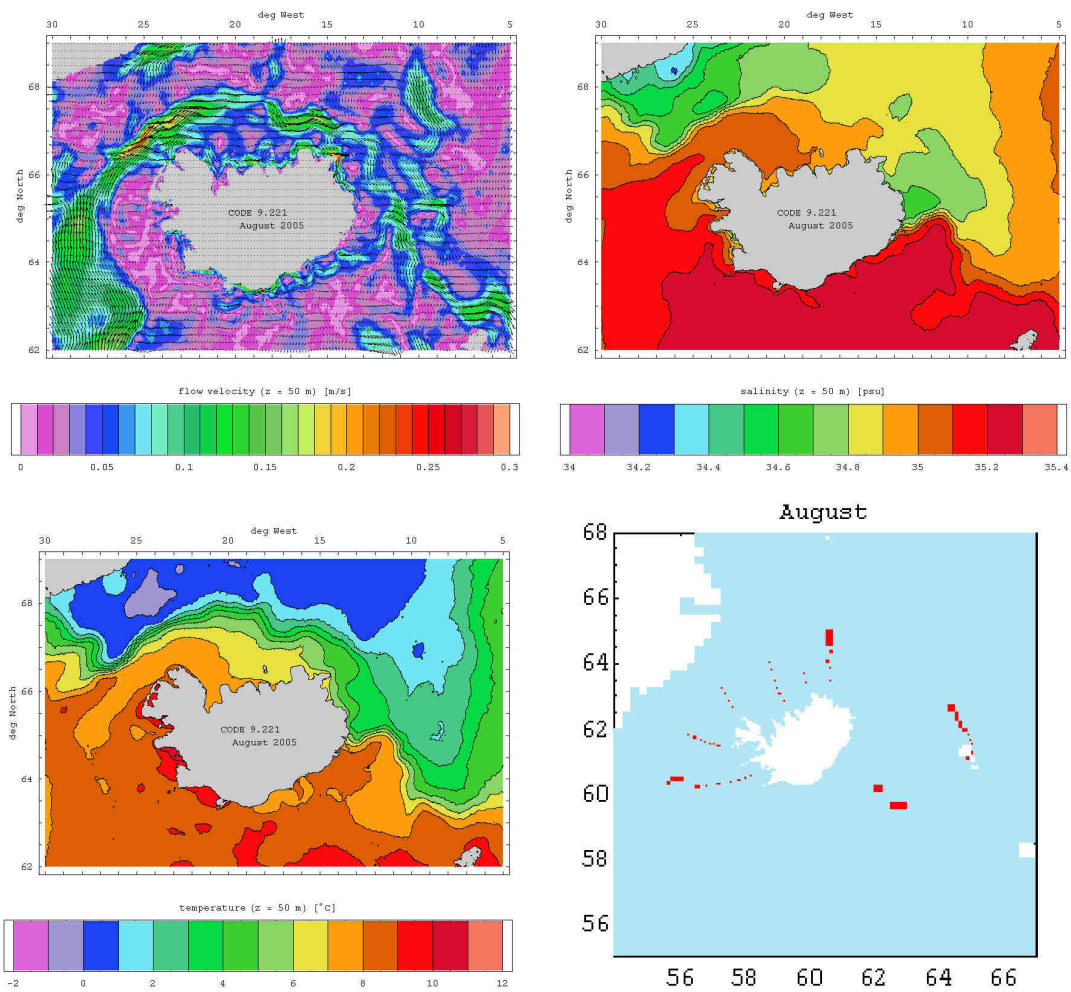 deg West
30 25 20 15 10 5
68
66
64
62
deg North
CODE 9.221
August 2005
flow velocity (z = 50 m) [m/s]
0 0.05 0.1 0.15 0.2 0.25 0.3
deg West
30 25 20 15 10 5
68
66
64
62
deg North
CODE 9.221
August 2005
salinity (z = 50 m) [psu]
34 34.2 34.4 34.6 34.8 35 35.2 35.4
deg West
30 25 20 15 10 5
68
66
64
62
deg North
CODE 9.221
August 2005
temperature (z = 50 m) [°C]
-2 0 2 4 6 8 10 12
August
68
66
64
62
60
58
56
56 58 60 62 64 66